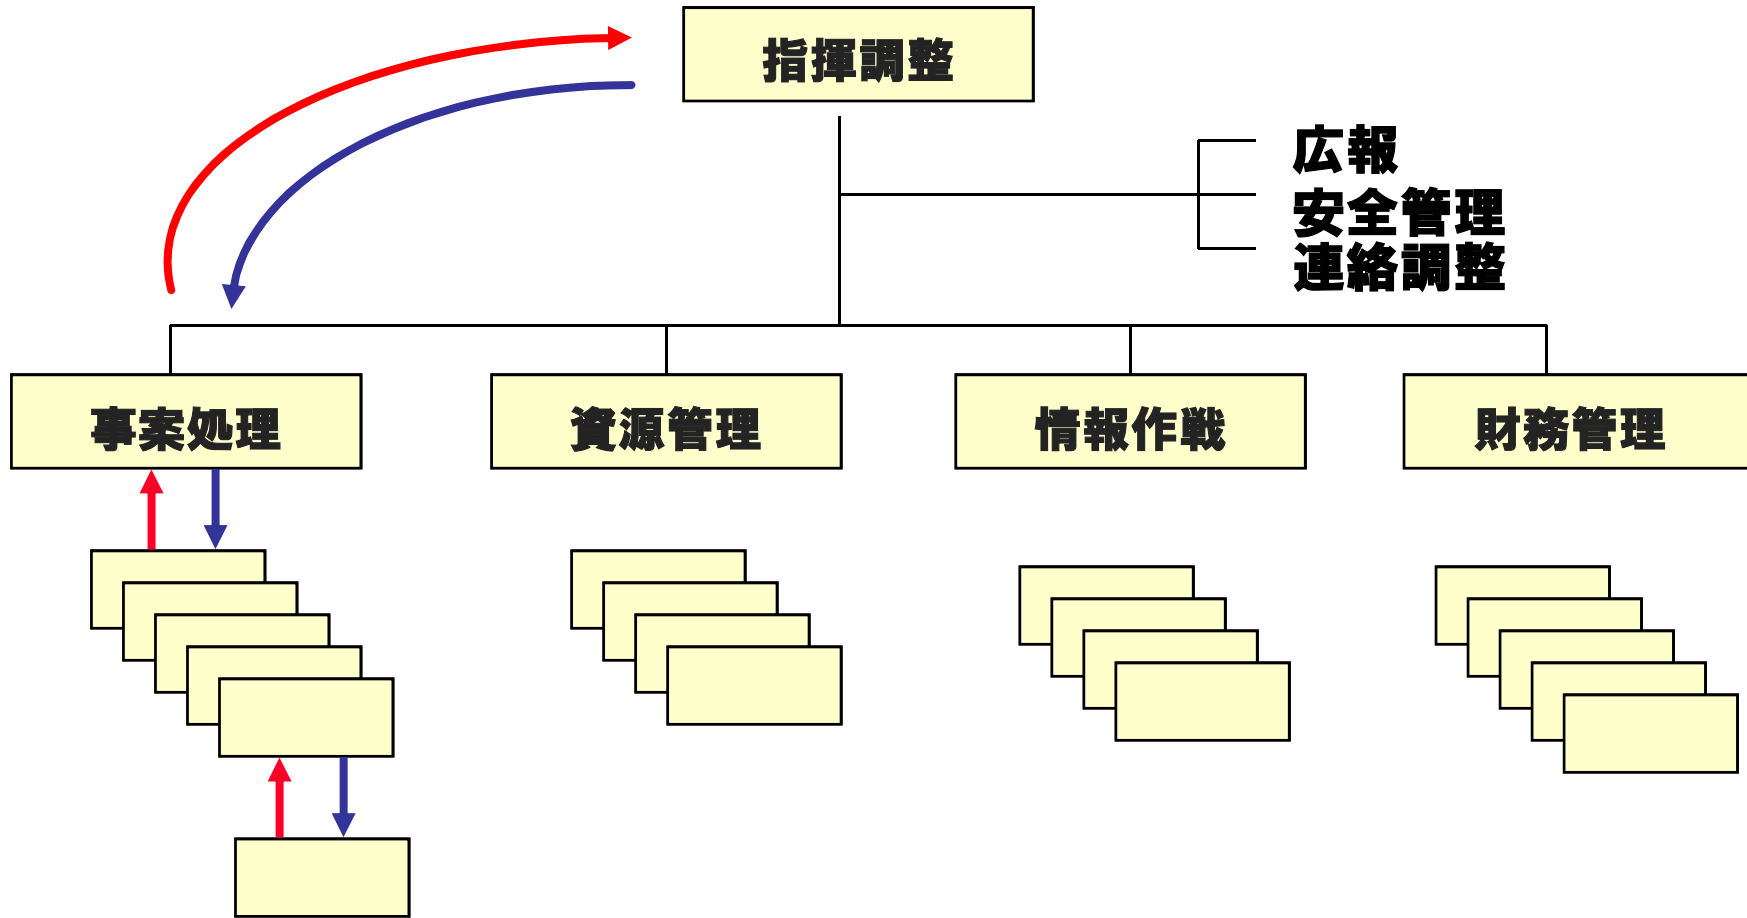 指揮調整
広報
安全管理
連絡調整
事案処理
資源管理
情報作戦
財務管理